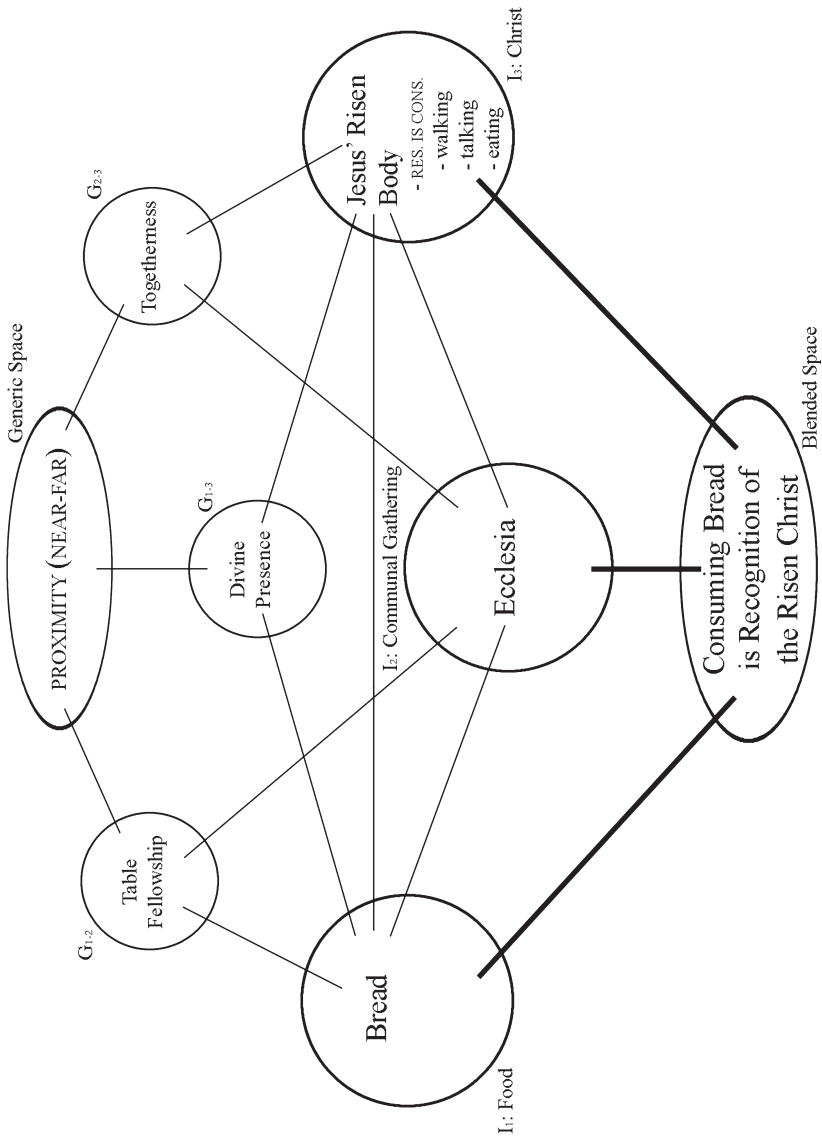 Generic Space
PROXIMITY (NEAR-FAR)
G1-2
Table
Fellowship
G1-3
Divine
Presence
G2-3
Togetherness
I1: Food
Bread
I2: Communal Gathering
Ecclesia
I3: Christ
Jesus’ Risen
Body
- RES. IS CONS.
- walking
- talking
- eating
Consuming Bread
is Recognition of
the Risen Christ
Blended Space